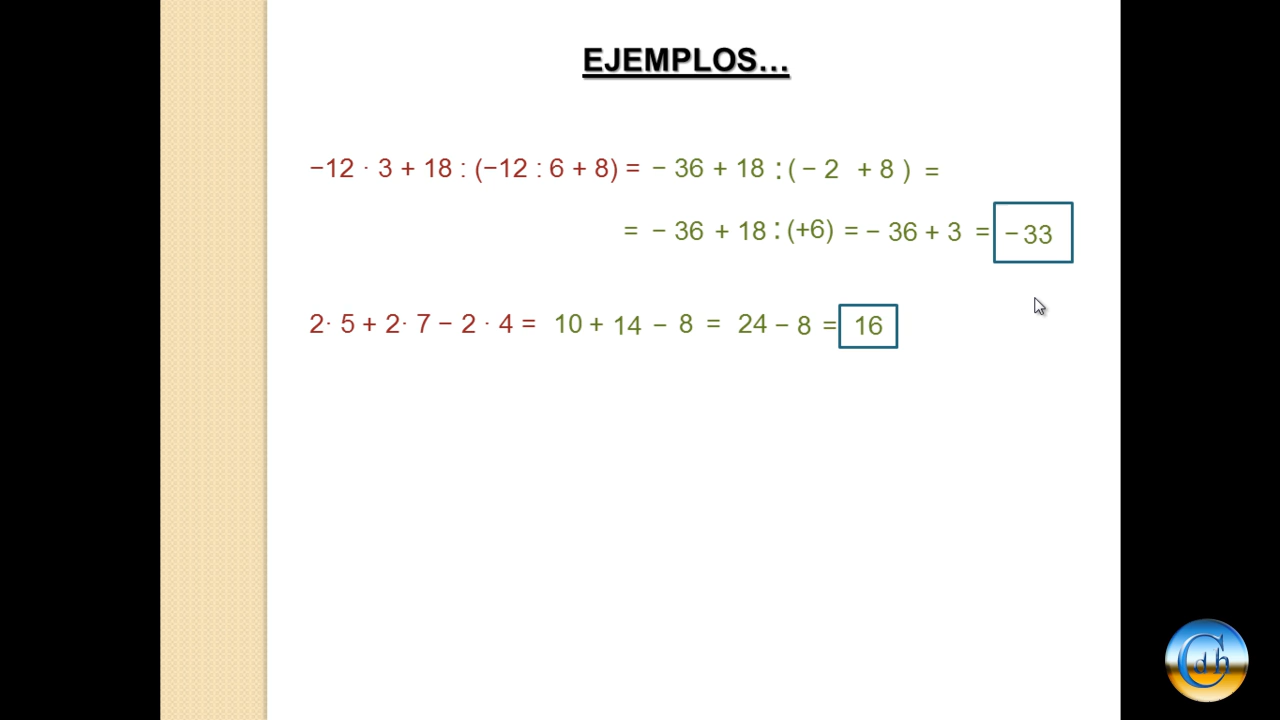 EJEMPLOS...
−12 · 3 + 18 : (−12 : 6 + 8) = − 36 + 18 : ( − 2 + 8 ) =
= − 36 + 18 : (+6) = − 36 + 3 = − 33
2· 5 + 2· 7 − 2 · 4 = 10 + 14 − 8 = 24 − 8 = 16
C d h